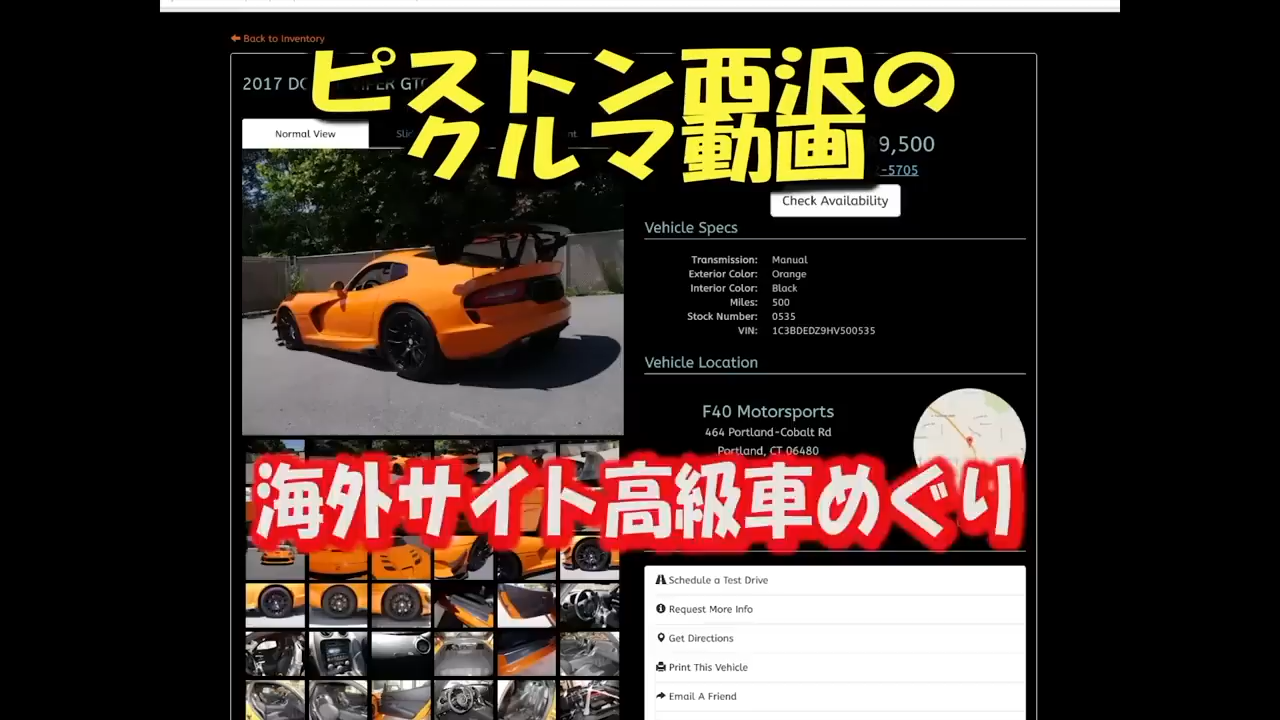 Back to Inventory
ピストン西沢の
クルマ動画
2017
Normal View
9,500
-5705
Check Availability
Vehicle Specs
Transmission: Manual
Exterior Color: Orange
Interior Color: Black
Miles: 500
Stock Number: 0535
VIN: 1C3BDEDZ9HV500535
Vehicle Location
F40 Motorsports
464 Portland-Cobalt Rd
Portland, CT 06480
海外サイト高級車めぐり
Schedule a Test Drive
Request More Info
Get Directions
Print This Vehicle
Email A Friend